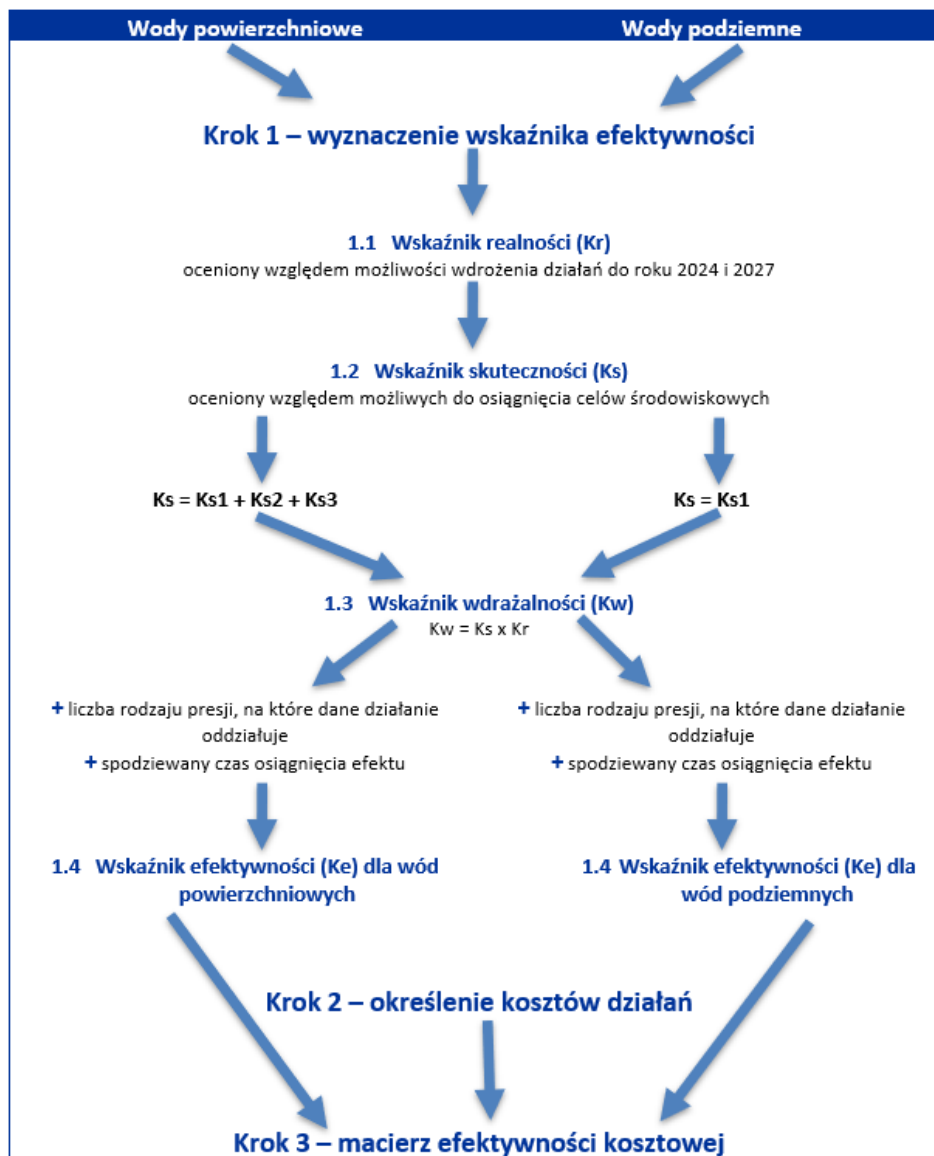 Wody powierzchniowe
Wody podziemne
Krok 1 – wyznaczenie wskaźnika efektywności
1.1 Wskaźnik realności (Kr)
oceniony względem możliwości wdrożenia działań do roku 2024 i 2027
1.2 Wskaźnik skuteczności (Ks)
oceniony względem możliwych do osiągnięcia celów środowiskowych
Ks = Ks1 + Ks2 + Ks3
Ks = Ks1
1.3 Wskaźnik wdrażalności (Kw)
Kw = Ks x Kr
+ liczba rodzaju presji, na które dane działanie
oddziałuje
+ spodziewany czas osiągnięcia efektu
+ liczba rodzaju presji, na które dane działanie
oddziałuje
+ spodziewany czas osiągnięcia efektu
1.4 Wskaźnik efektywności (Ke) dla wód
powierzchniowych
1.4 Wskaźnik efektywności (Ke) dla
wód podziemnych
Krok 2 – określenie kosztów działań
Krok 3 – macierz efektywności kosztowej